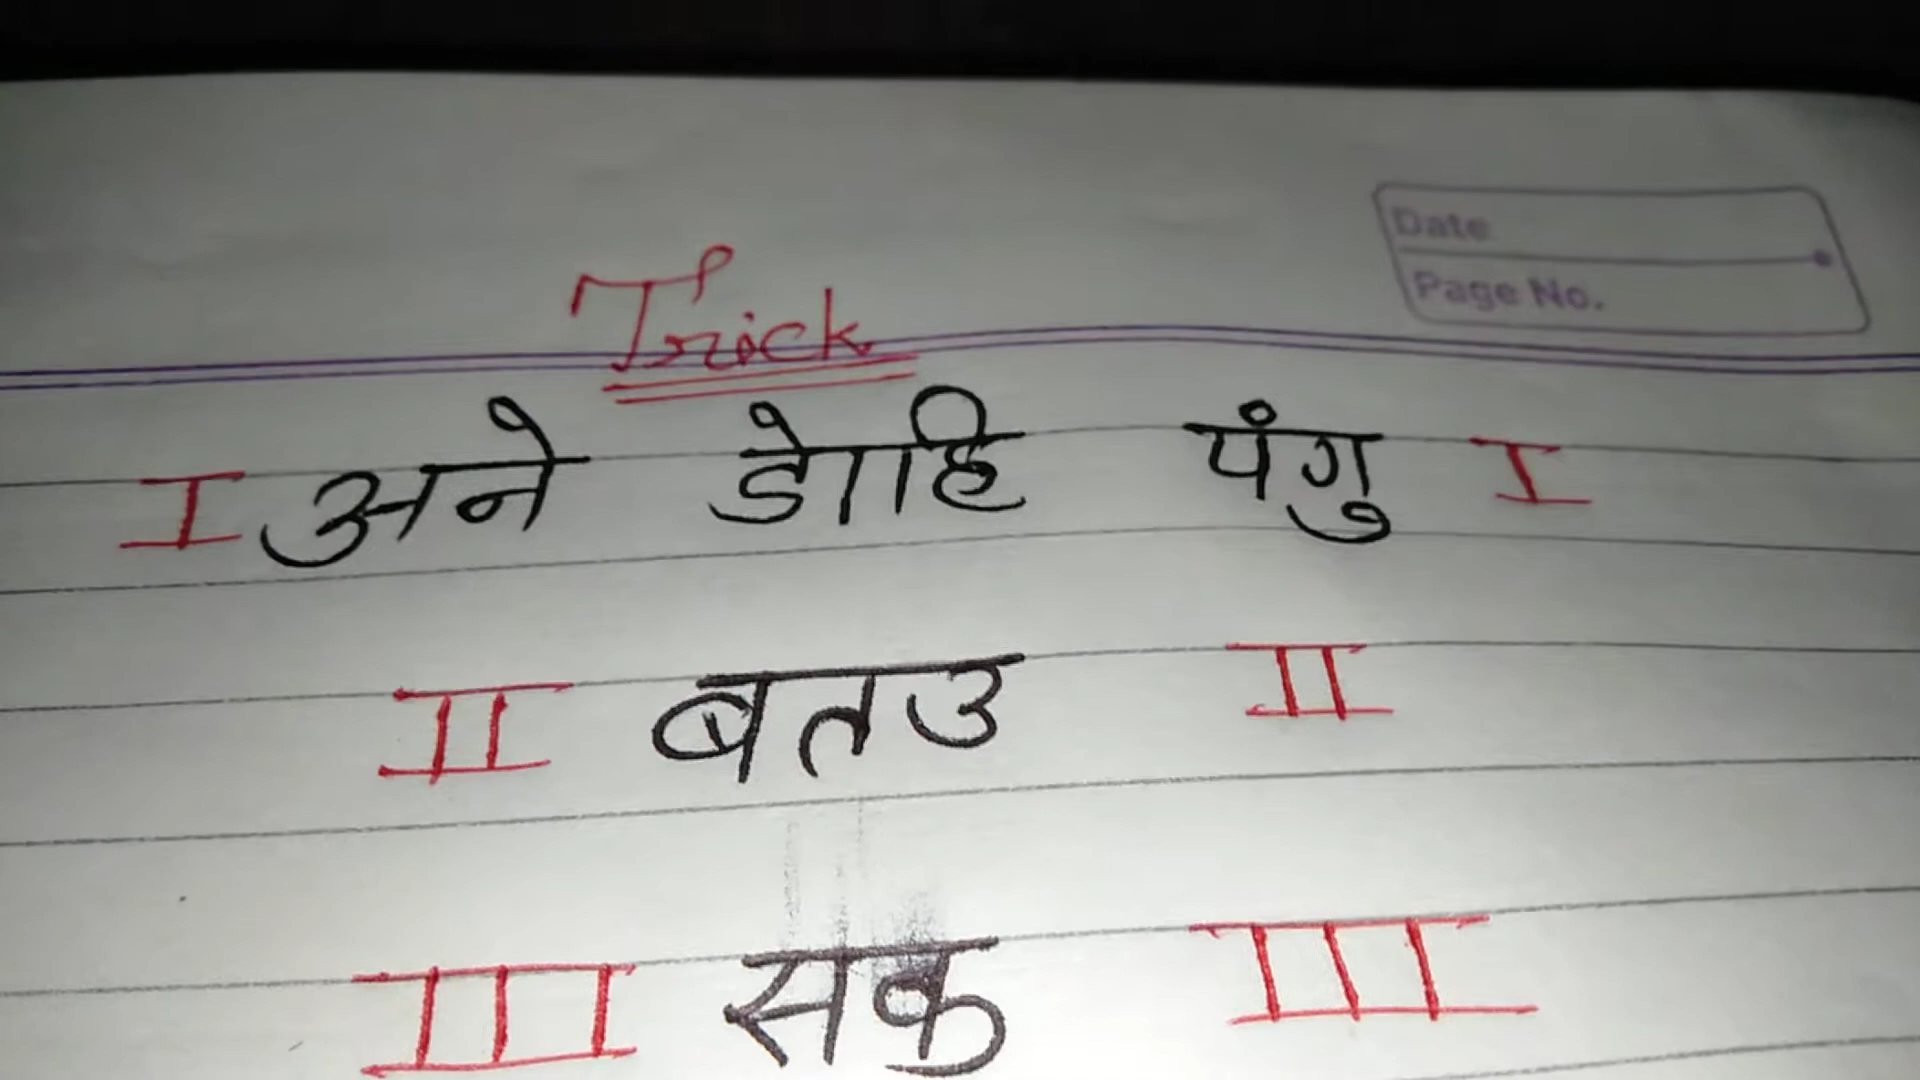 Date
Page No.
Trick
I अने डोहि पंगु I
II बतउ II
III सक III